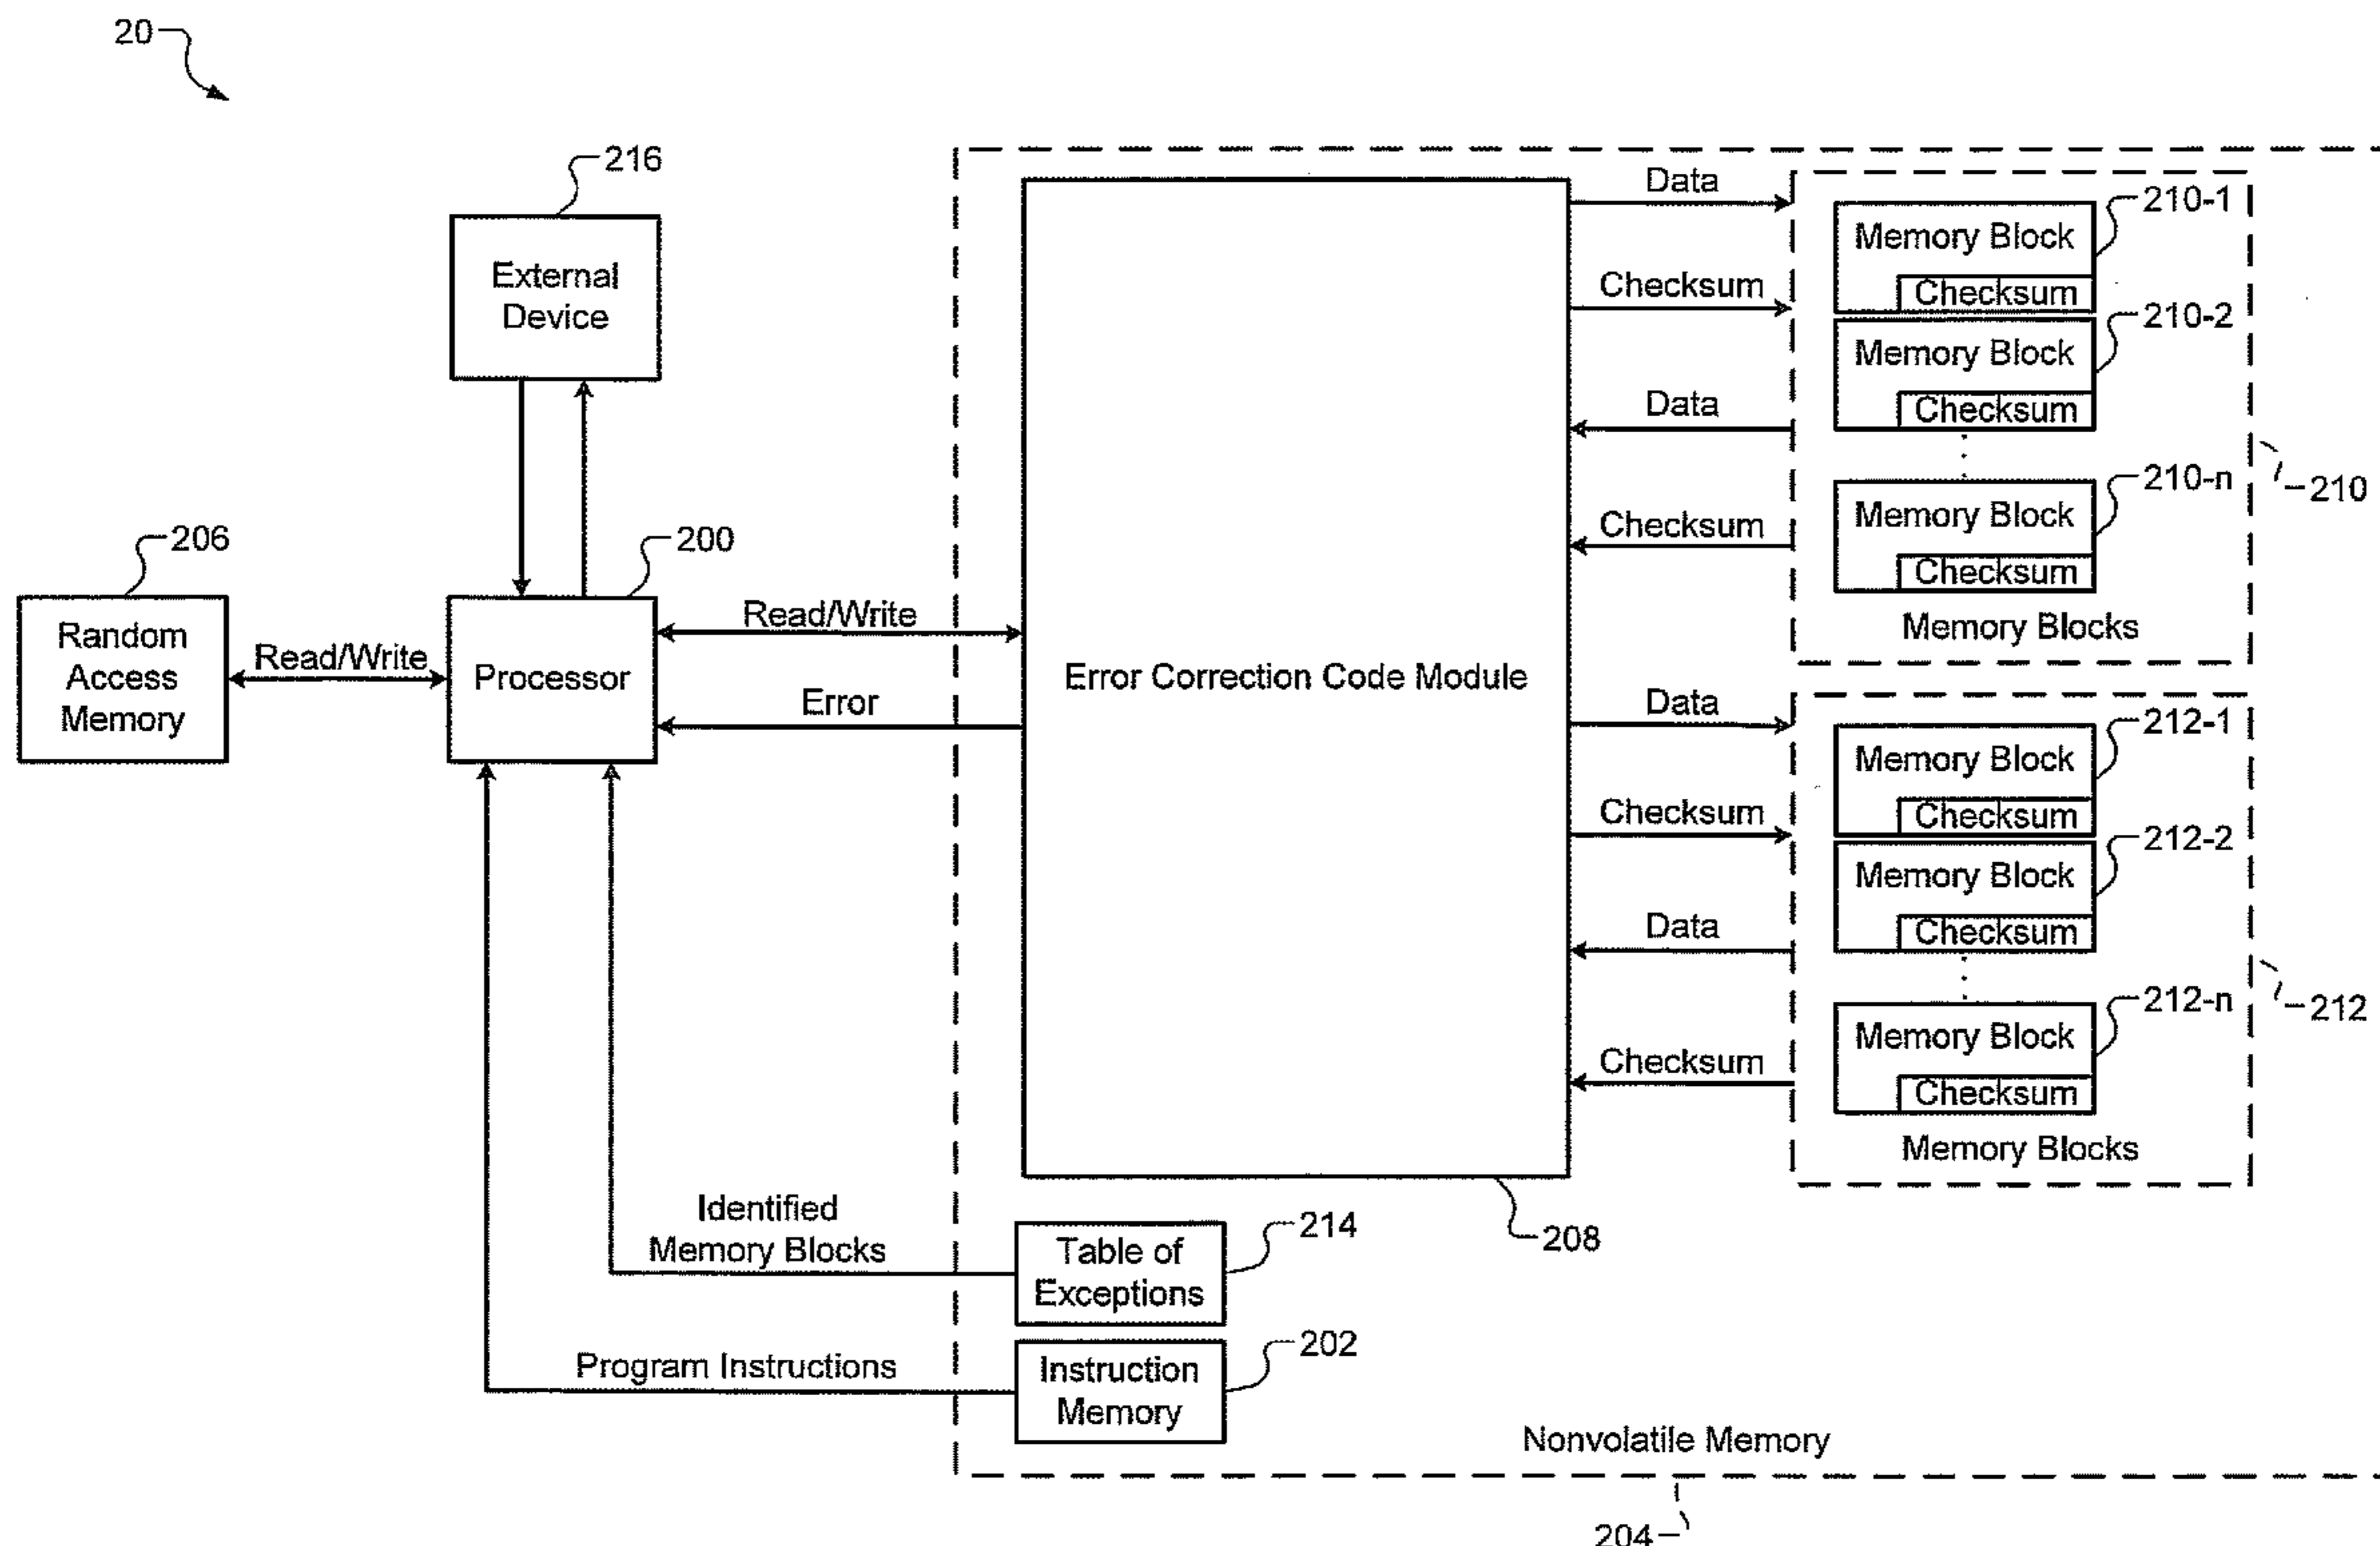 20
216
External
Device
206
Random
Access
Memory
Read/Write
200
Processor
Read/Write
Error
Error Correction Code Module
208
Data
Checksum
Data
Checksum
Memory Block
Checksum
210-1
Memory Block
Checksum
210-2
Memory Block
Checksum
210-n
Memory Blocks
210
Data
Checksum
Data
Checksum
Memory Block
Checksum
212-1
Memory Block
Checksum
212-2
Memory Block
Checksum
212-n
Memory Blocks
212
Identified
Memory Blocks
Table of
Exceptions
214
Program Instructions
Instruction
Memory
202
Nonvolatile Memory
204